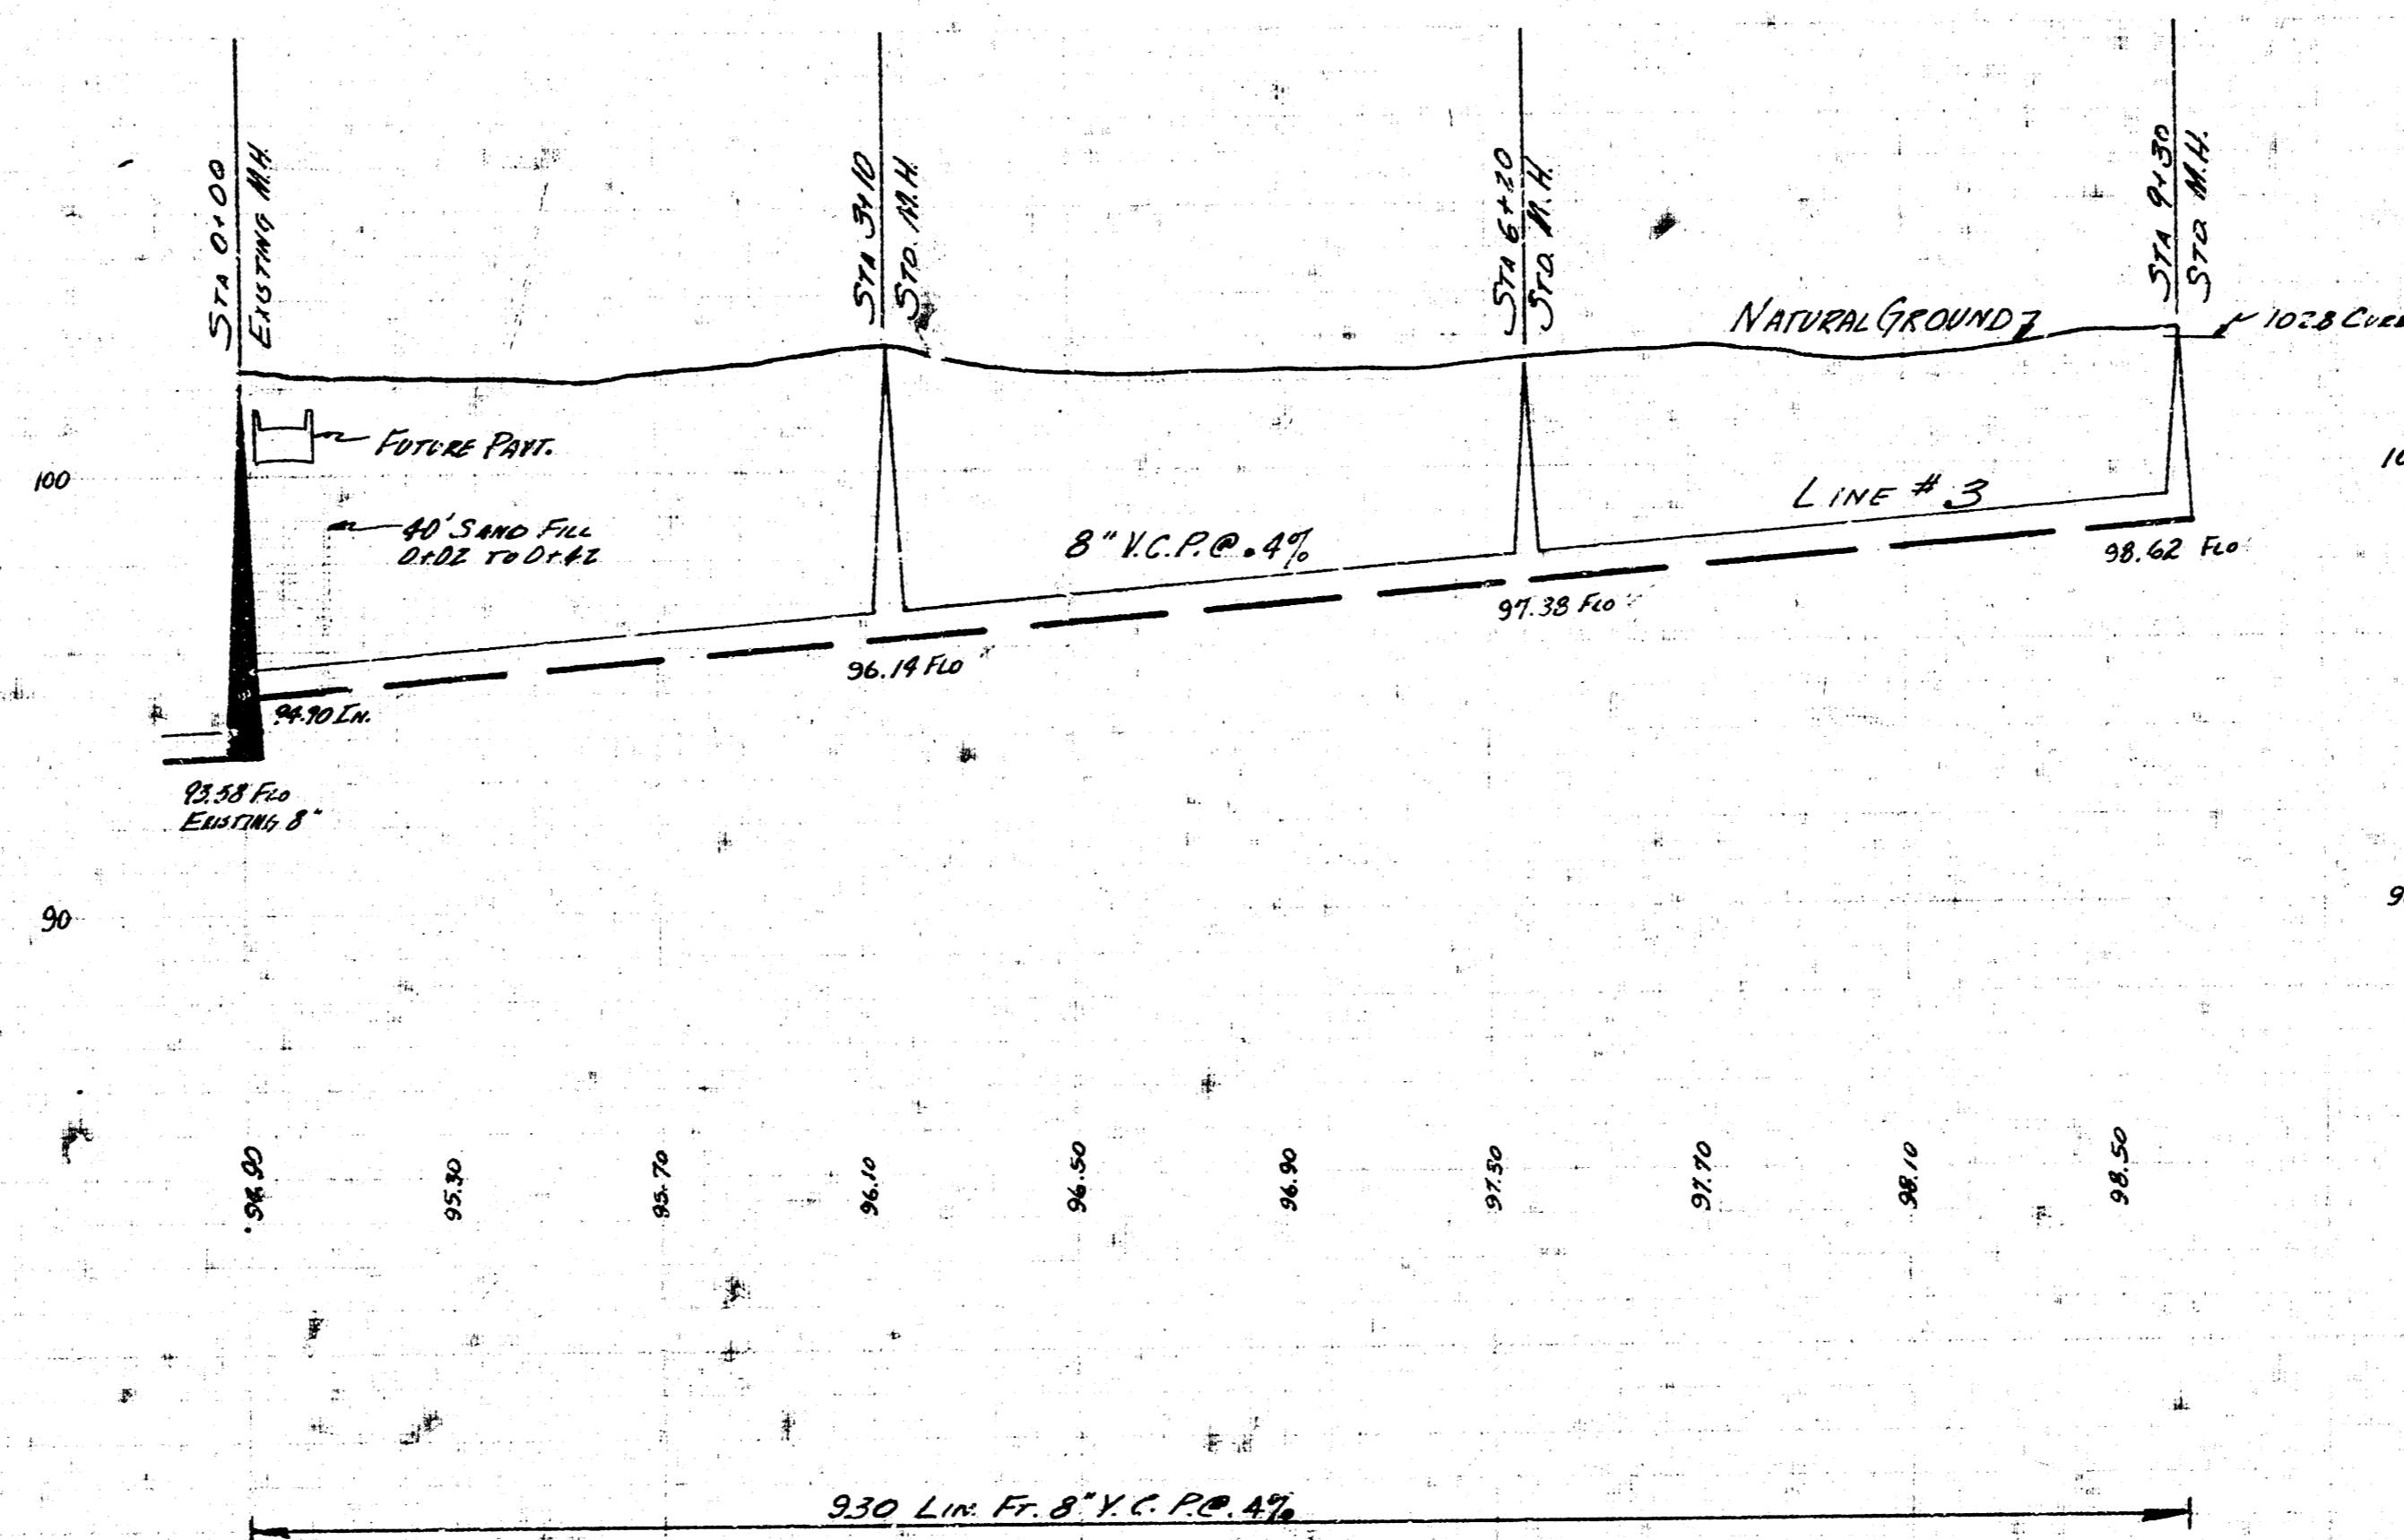 STA 0+00
EXISTING M.H.
STA 3+10
STD. M.H.
STA 6+20
STD. M.H.
STA 9+30
STD. M.H.
NATURAL GROUND
102.8
FUTURE PAVT.
100
40' SAND FILL
0+02 TO 0+42
8" V.C.P. @ .4%
LINE # 3
98.62 FLO
97.38 FLO
96.14 FLO
94.90 IN.
93.58 FLO
EXISTING 8"
90
94.90
95.30
95.70
96.10
96.50
96.90
97.30
97.70
98.10
98.50
930 LIN. FT. 8" V.C.P. @ .4%